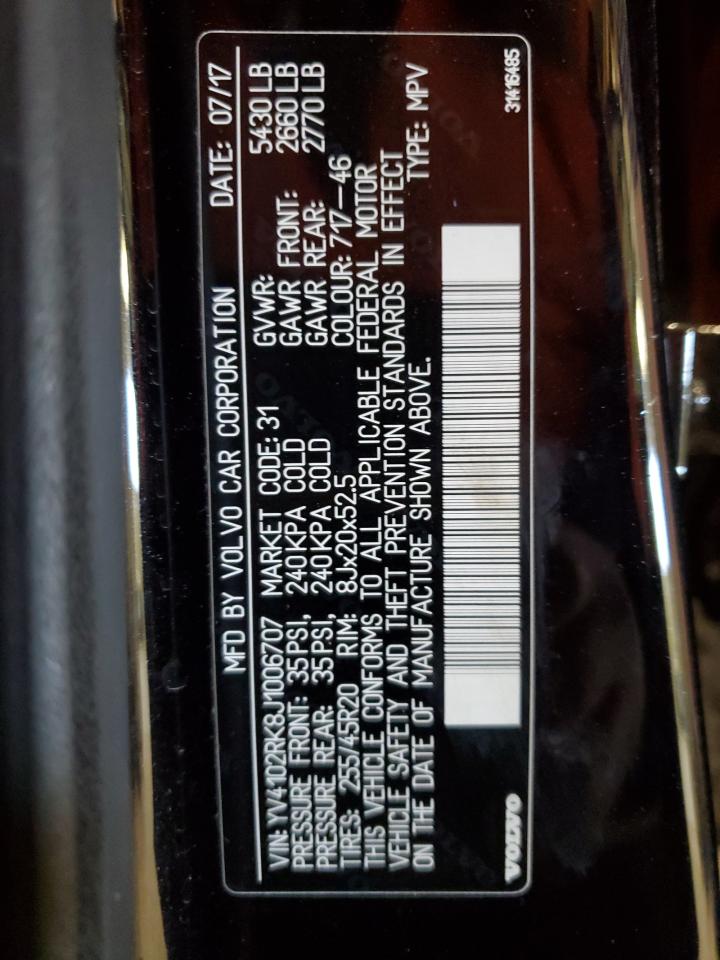 MFD BY VOLVO CAR CORPORATION DATE: 07/17
VIN: YV4102RK8J1006707 MARKET CODE: 31 GVWR: 5430 LB
PRESSURE FRONT: 35PSI, 240KPA COLD GAWR FRONT: 2660 LB
PRESSURE REAR: 35PSI, 240KPA COLD GAWR REAR: 2770 LB
TIRES: 255/45R20 RIM: 8Jx20x52.5 COLOUR: 717-46
THIS VEHICLE CONFORMS TO ALL APPLICABLE FEDERAL MOTOR
VEHICLE SAFETY AND THEFT PREVENTION STANDARDS IN EFFECT
ON THE DATE OF MANUFACTURE SHOWN ABOVE. TYPE: MPV
VOLVO 31416485